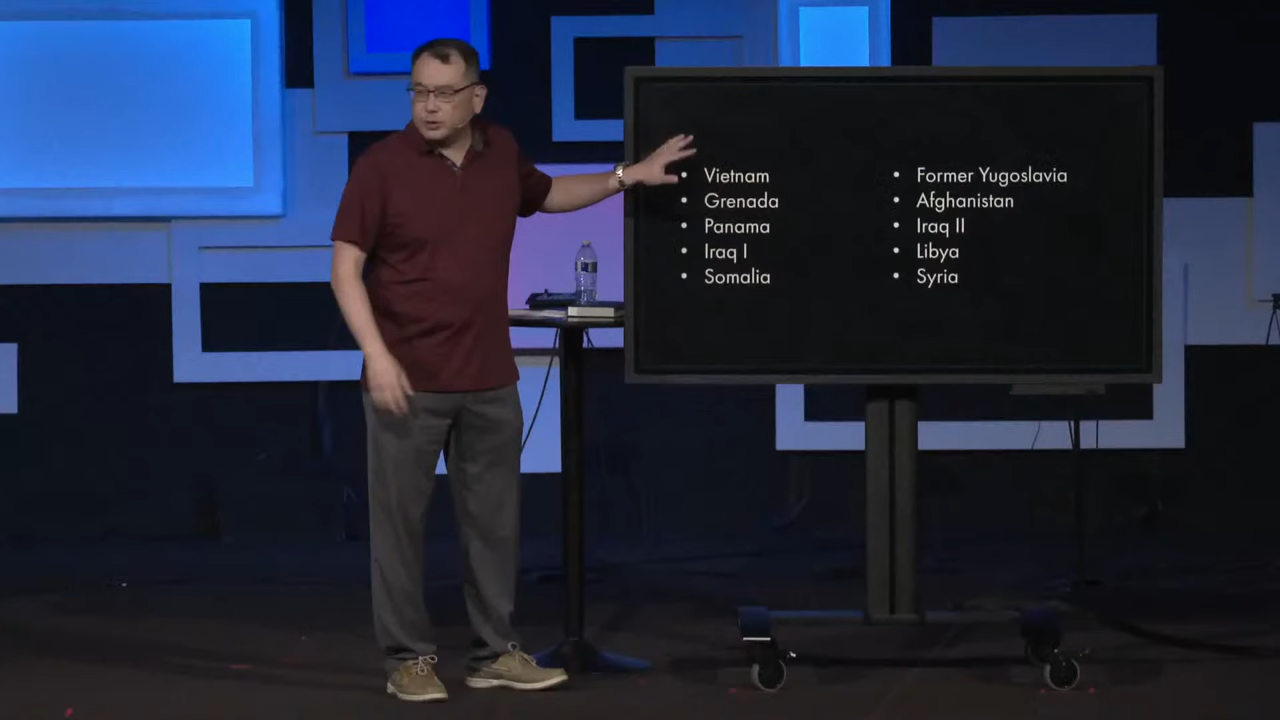 • Vietnam
• Grenada
• Panama
• Iraq I
• Somalia
• Former Yugoslavia
• Afghanistan
• Iraq II
• Libya
• Syria